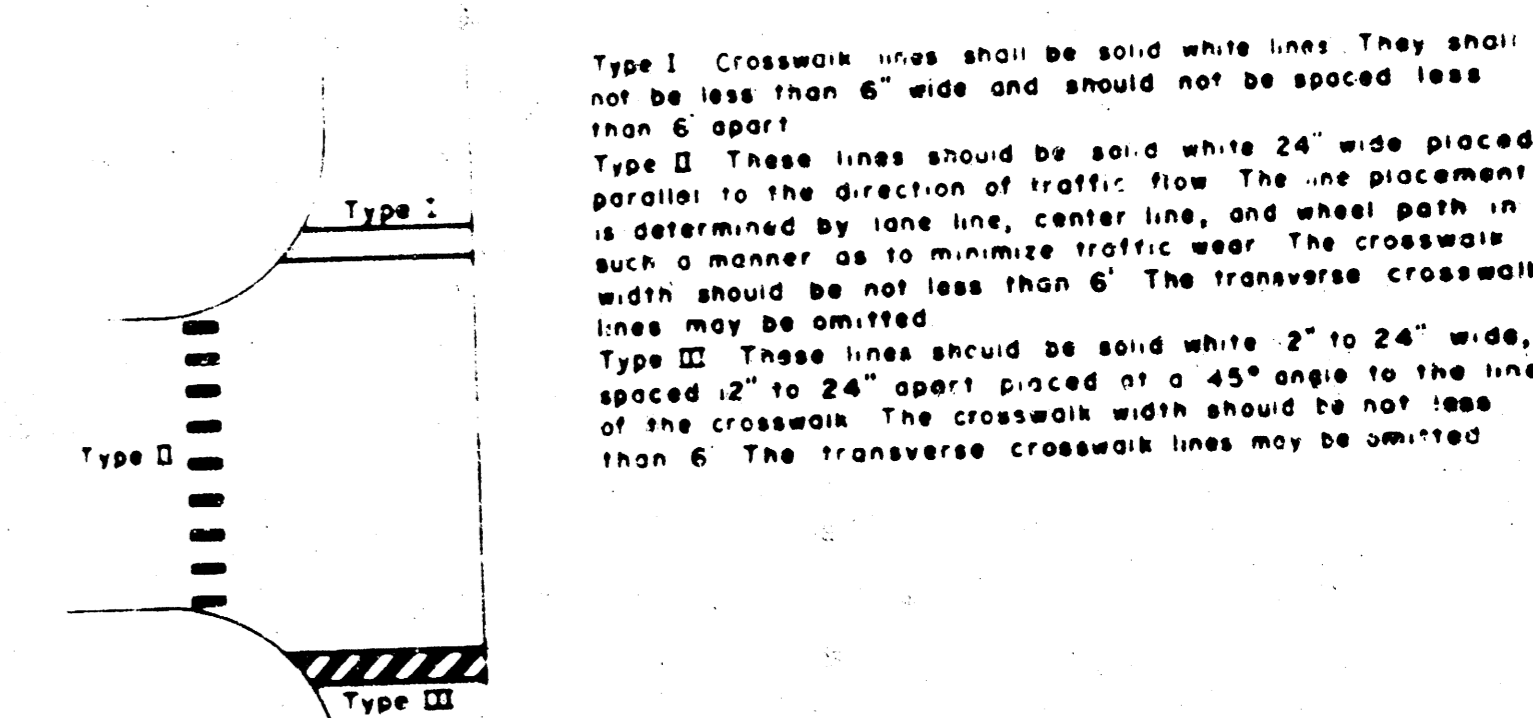 Type I Crosswalk lines shall be solid white lines. They shall
not be less than 6" wide and should not be spaced less
than 6' apart
Type II These lines should be solid white 24" wide placed
parallel to the direction of traffic flow The line placement
is determined by lane line, center line, and wheel path in
such a manner as to minimize traffic wear The crosswalk
width should be not less than 6' The transverse crosswalk
lines may be omitted
Type III These lines should be solid white 2" to 24" wide,
spaced 12" to 24" apart placed at a 45° angle to the line
of the crosswalk The crosswalk width should be not less
than 6' The transverse crosswalk lines may be omitted
Type I
Type II
Type III